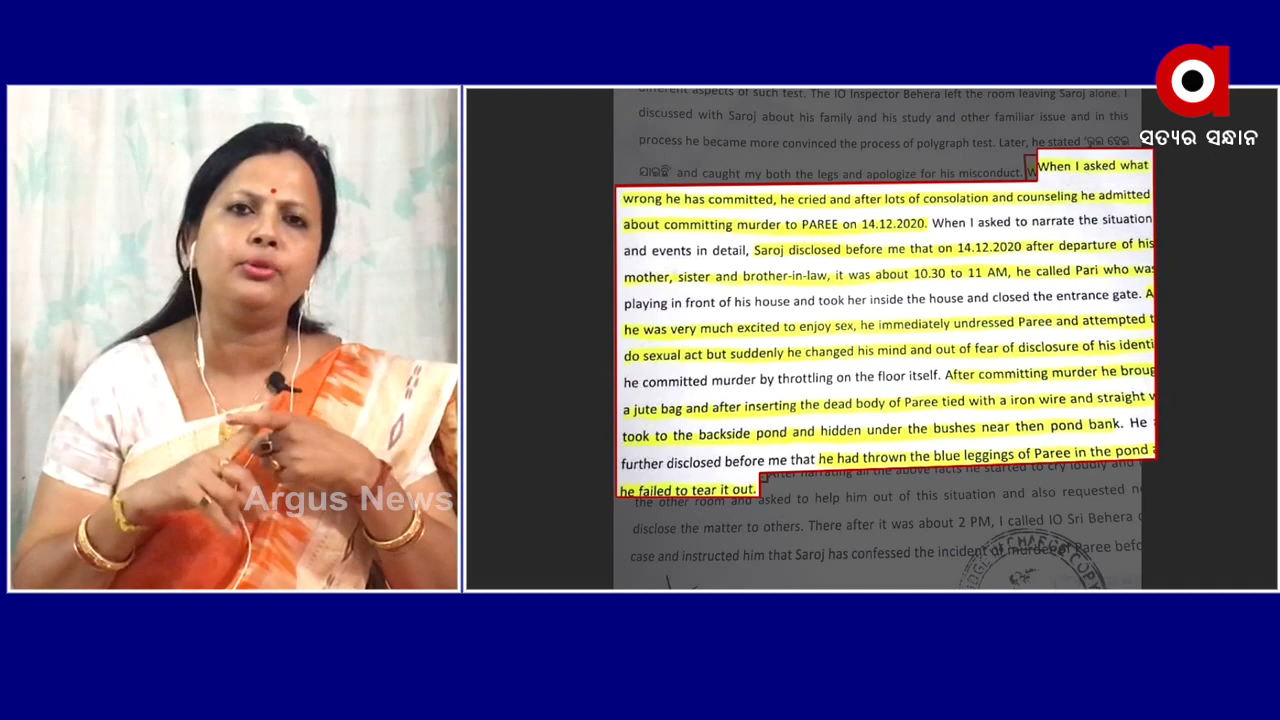 different aspects of such test. The IO Inspector Behera left the room leaving Saroj alone. I
discussed with Saroj about his family and his study and other familiar issue and in this
process he became more convinced the process of polygraph test. Later, he stated 'ଭୁଲ ହେଇ
ଯାଇଛି' and caught my both the legs and apologize for his misconduct. W When I asked what
wrong he has committed, he cried and after lots of consolation and counseling he admitted
about committing murder to PAREE on 14.12.2020. When I asked to narrate the situation
and events in detail, Saroj disclosed before me that on 14.12.2020 after departure of his
mother, sister and brother-in-law, it was about 10.30 to 11 AM, he called Pari who was
playing in front of his house and took her inside the house and closed the entrance gate. A
he was very much excited to enjoy sex, he immediately undressed Paree and attempted t
do sexual act but suddenly he changed his mind and out of fear of disclosure of his identi
he committed murder by throttling on the floor itself. After committing murder he broug
a jute bag and after inserting the dead body of Paree tied with a iron wire and straight w
took to the backside pond and hidden under the bushes near then pond bank. He
further disclosed before me that he had thrown the blue leggings of Paree in the pond a
he failed to tear it out. After narrating all the above facts he started to cry loudly and
the other room and asked to help him out of this situation and also requested n
disclose the matter to others. There after it was about 2 PM, I called IO Sri Behera
case and instructed him that Saroj has confessed the incident of murder of Paree befo
COPY
ସତ୍ୟର ସନ୍ଧାନ
Argus News